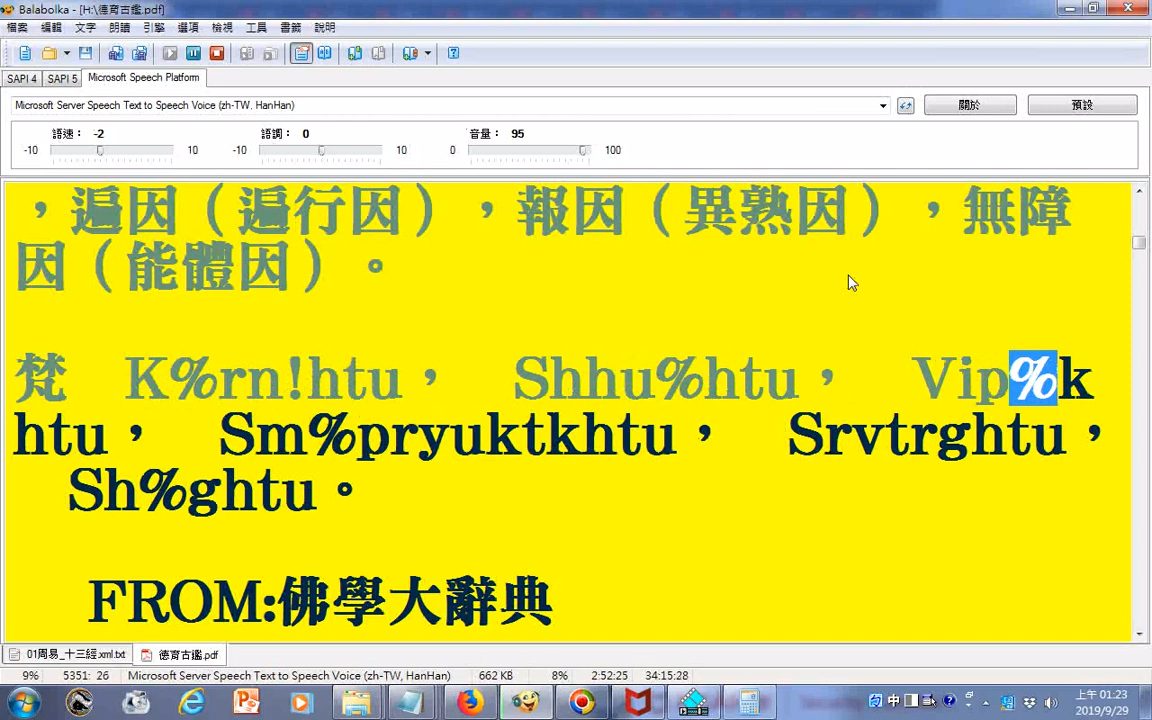 Balabolka - [H:\德育古鑑.pdf]
檔案 編輯 文字 朗讀 引擎 選項 檢視 工具 書籤 說明
SAPI 4 SAPI 5 Microsoft Speech Platform
Microsoft Server Speech Text to Speech Voice (zh-TW, HanHan) 關於 預設
語速： -2 語調： 0 音量： 95
-10 10 -10 10 0 100
，遍因（遍行因），報因（異熟因），無障
因（能體因）。
梵 K%rn!htu， Shhu%htu， Vip%k
htu， Sm%pryuktkhtu， Srvtrghtu，
Sh%ghtu。
FROM:佛學大辭典
01周易_十三經.xml.txt 德育古鑑.pdf
9% 5351: 26 Microsoft Server Speech Text to Speech Voice (zh-TW, HanHan) 662 KB 8% 2:52:25 34:15:28
中 上午 01:23
2019/9/29